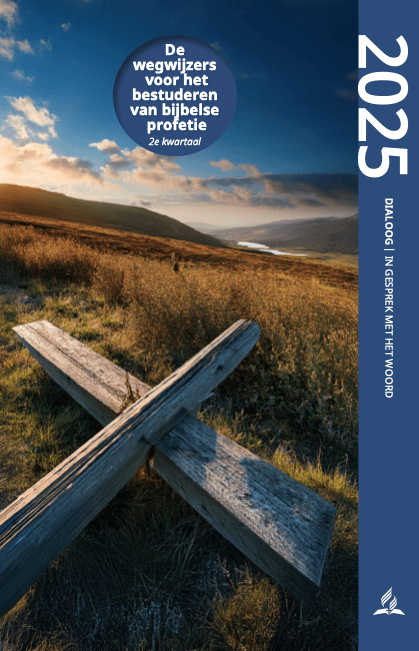 De
wegwijzers
voor het
bestuderen
van bijbelse
profetie
2e kwartaal
2025
DIALOOG | IN GESPREK MET HET WOORD